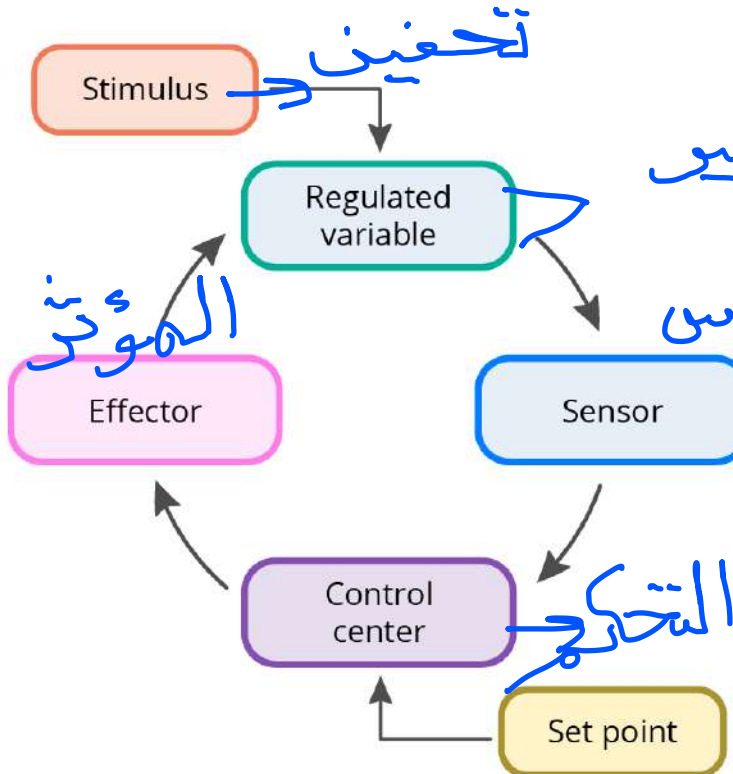 Stimulus
تحفيز
Regulated
variable
المؤثر
Effector
Sensor
Control
center
التحكم
Set point